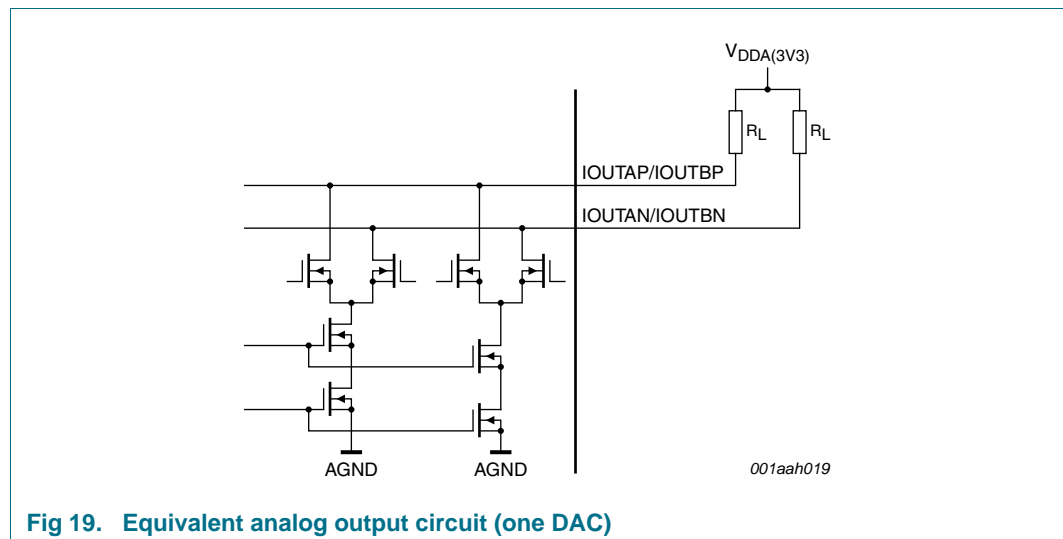 VDDA(3V3)
RL
RL
IOUTAP/IOUTBP
IOUTAN/IOUTBN
AGND
AGND
001aah019
Fig 19. Equivalent analog output circuit (one DAC)